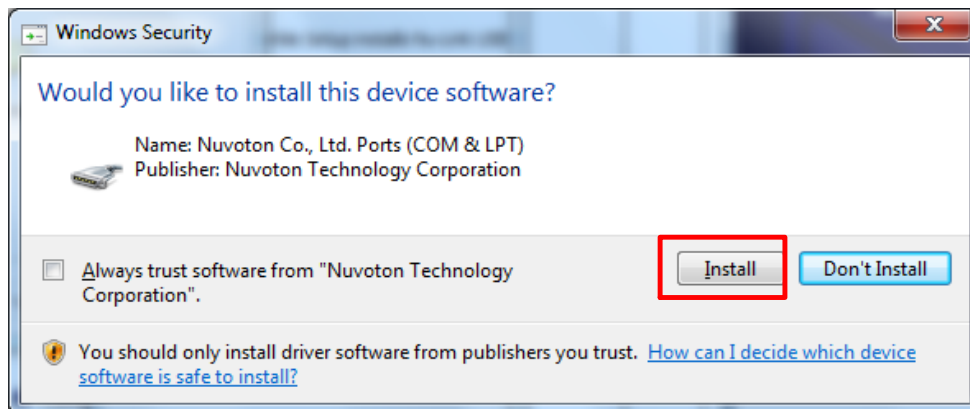 Windows Security
Would you like to install this device software?
Name: Nuvoton Co., Ltd. Ports (COM & LPT)
Publisher: Nuvoton Technology Corporation
Always trust software from "Nuvoton Technology
Corporation".
Install
Don't Install
You should only install driver software from publishers you trust. How can I decide which device
software is safe to install?